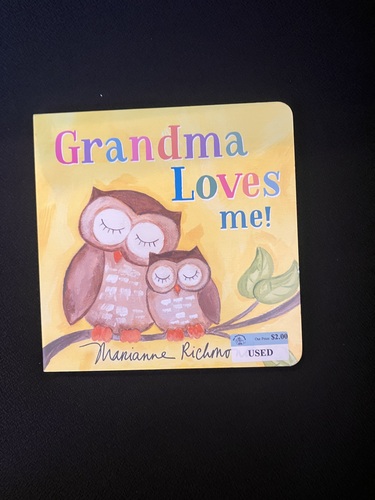 Grandma
Loves
me!
Marianne Richmo
$2.00
USED